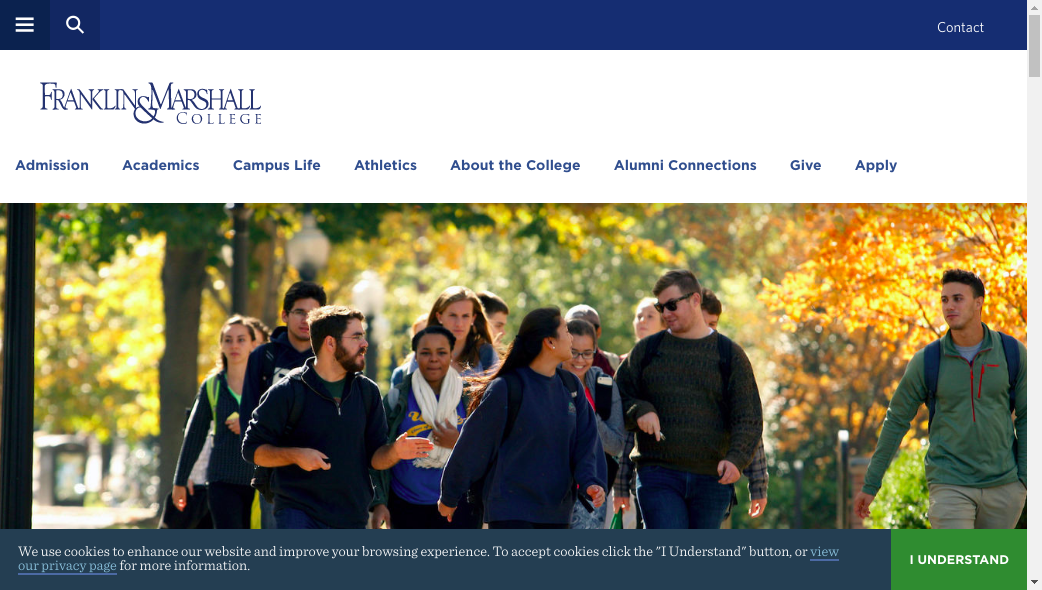 Contact
FRANKLIN & MARSHALL
COLLEGE
Admission Academics Campus Life Athletics About the College Alumni Connections Give Apply
We use cookies to enhance our website and improve your browsing experience. To accept cookies click the "I Understand" button, or view
our privacy page for more information.
I UNDERSTAND